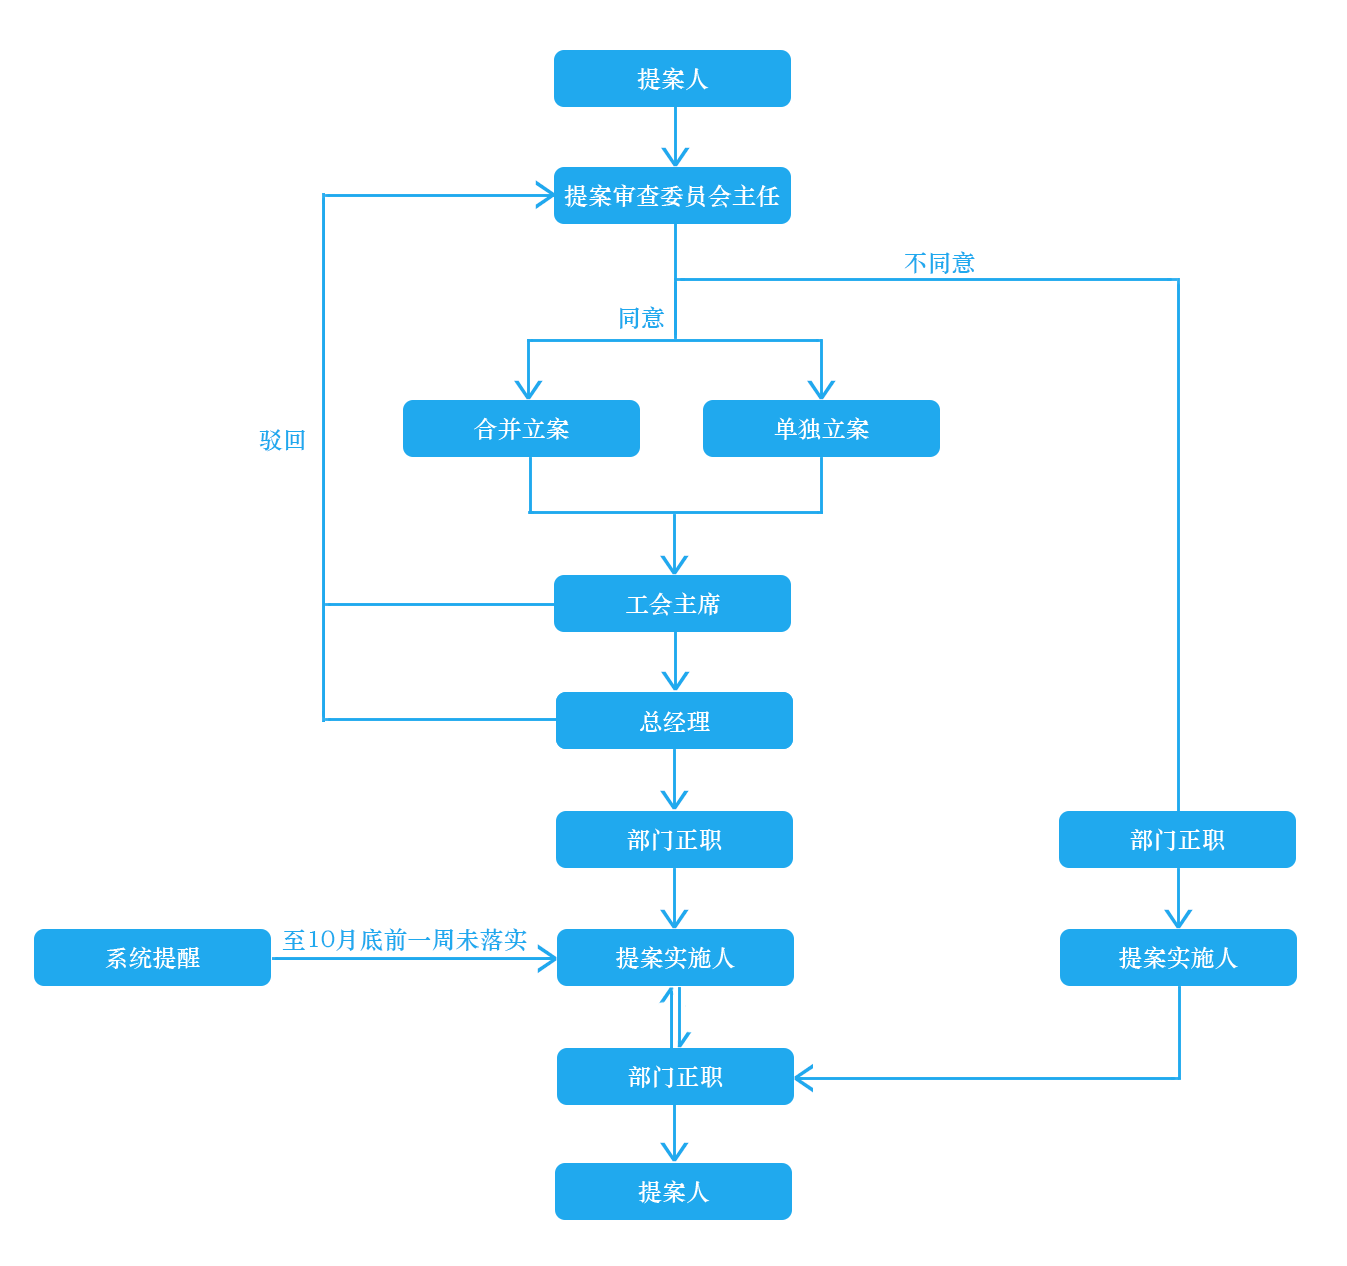 提案人
提案审查委员会主任
不同意
同意
合并立案
单独立案
驳回
工会主席
总经理
部门正职
部门正职
系统提醒
至10月底前一周未落实
提案实施人
提案实施人
部门正职
提案人